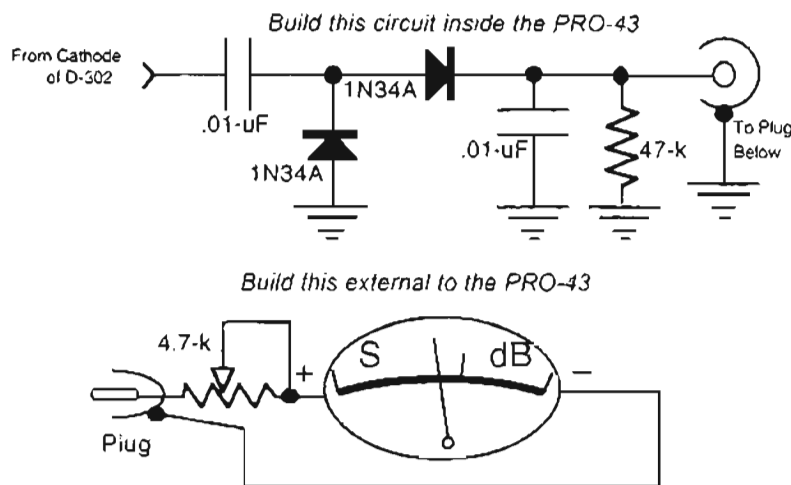 Build this circuit inside the PRO-43
From Cathode
of D-302
1N34A
.01-uF
1N34A
.01-uF
47-k
To Plug
Below
Build this external to the PRO-43
4.7-k
+
S
dB
−
Plug